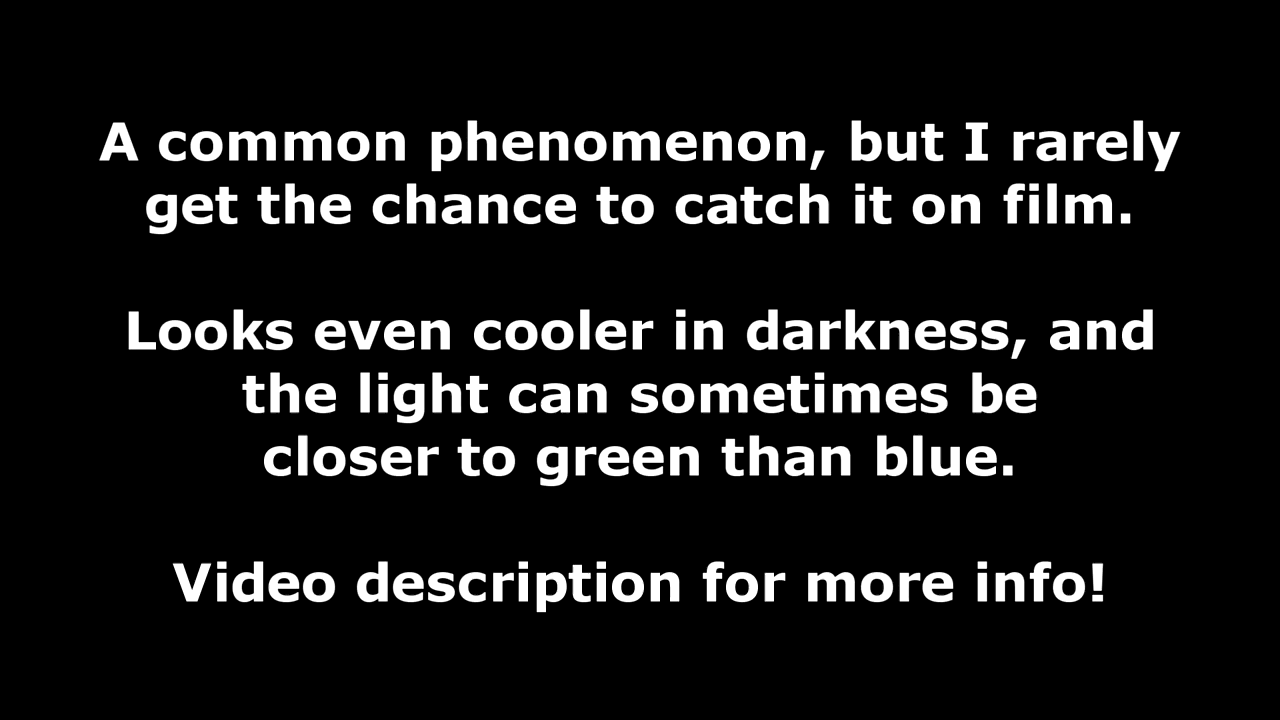 A common phenomenon, but I rarely
get the chance to catch it on film.
Looks even cooler in darkness, and
the light can sometimes be
closer to green than blue.
Video description for more info!